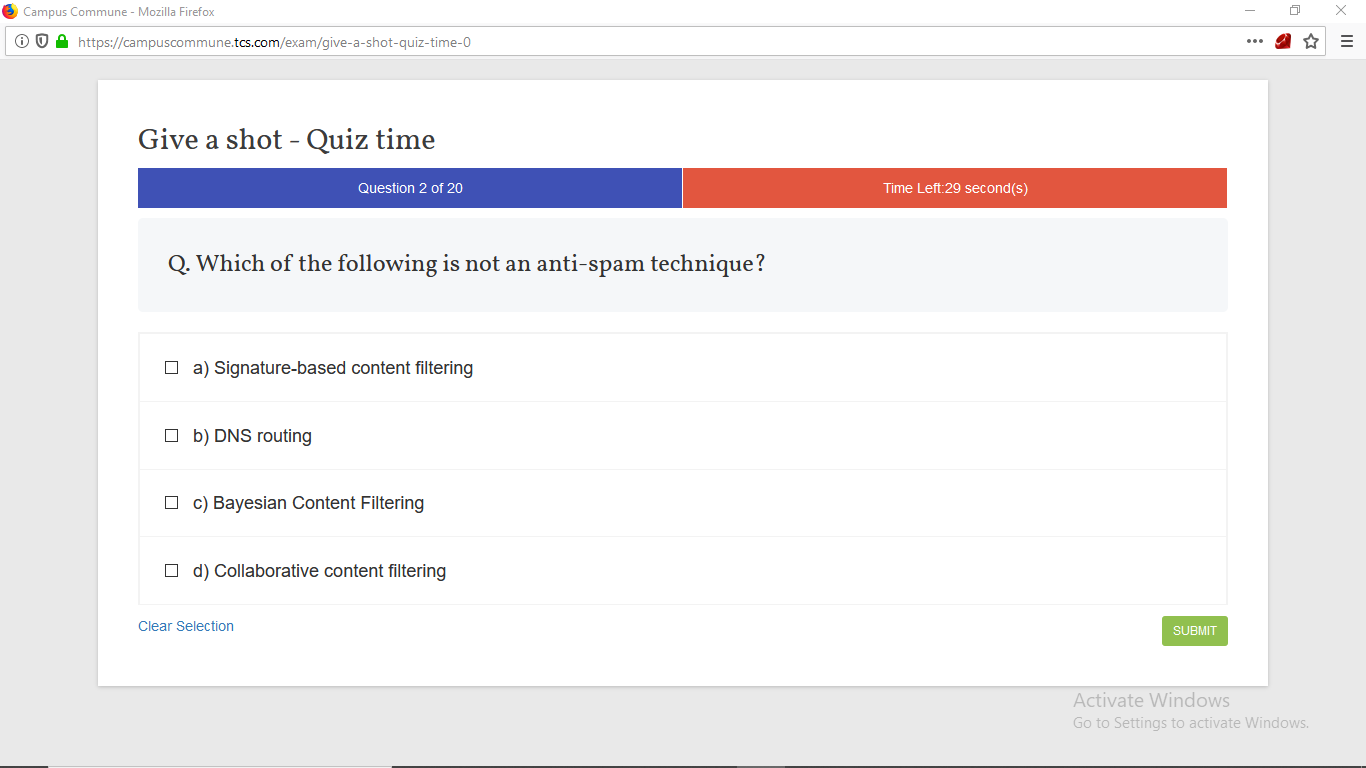 Campus Commune - Mozilla Firefox
https://campuscommune.tcs.com/exam/give-a-shot-quiz-time-0
Give a shot - Quiz time
Question 2 of 20
Time Left:29 second(s)
Q. Which of the following is not an anti-spam technique?
a) Signature-based content filtering
b) DNS routing
c) Bayesian Content Filtering
d) Collaborative content filtering
Clear Selection
SUBMIT
Activate Windows
Go to Settings to activate Windows.